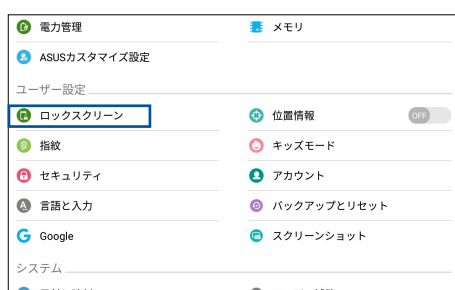 電力管理
メモリ
ASUSカスタマイズ設定
ユーザー設定
ロックスクリーン
位置情報 OFF
指紋
キッズモード
セキュリティ
アカウント
言語と入力
バックアップとリセット
Google
スクリーンショット
システム